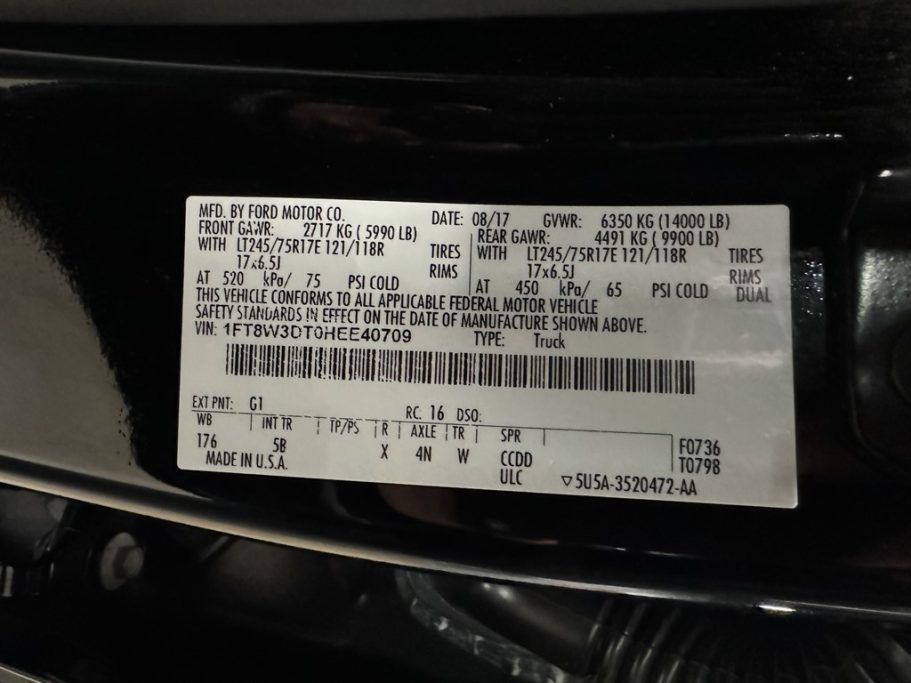 MFD. BY FORD MOTOR CO. DATE: 08/17 GVWR: 6350 KG (14000 LB)
FRONT GAWR: 2717 KG ( 5990 LB) REAR GAWR: 4491 KG ( 9900 LB)
WITH LT245/75R17E 121/118R TIRES WITH LT245/75R17E 121/118R TIRES
17x6.5J RIMS 17x6.5J RIMS
AT 520 kPa/ 75 PSI COLD AT 450 kPa/ 65 PSI COLD DUAL
THIS VEHICLE CONFORMS TO ALL APPLICABLE FEDERAL MOTOR VEHICLE
SAFETY STANDARDS IN EFFECT ON THE DATE OF MANUFACTURE SHOWN ABOVE.
VIN: 1FT8W3DT0HEE40709 TYPE: Truck
EXT PNT: G1 RC: 16 DSO:
WB INT TR TP/PS R AXLE TR SPR F0736
176 5B X 4N W CCDD T0798
MADE IN U.S.A. ULC ▽5U5A-3520472-AA